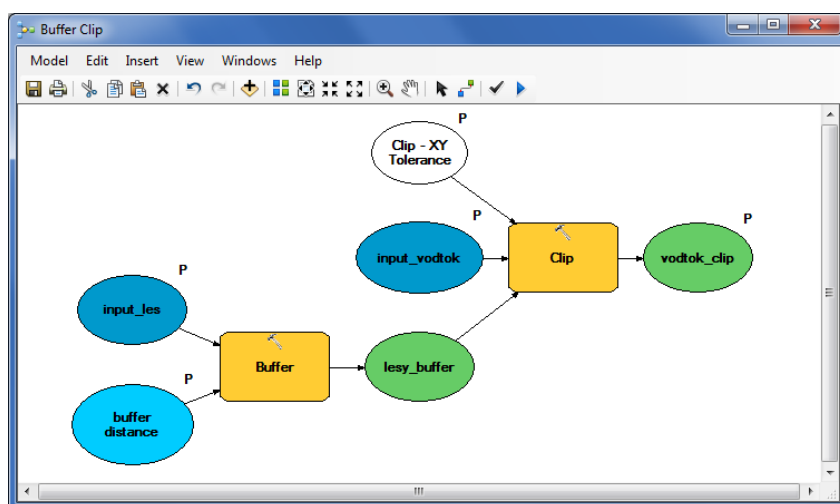 Buffer Clip
Model Edit Insert View Windows Help
P
Clip - XY
Tolerance
P
input_vodtok
Clip
P
vodtok_clip
P
input_les
Buffer
lesy_buffer
P
buffer
distance